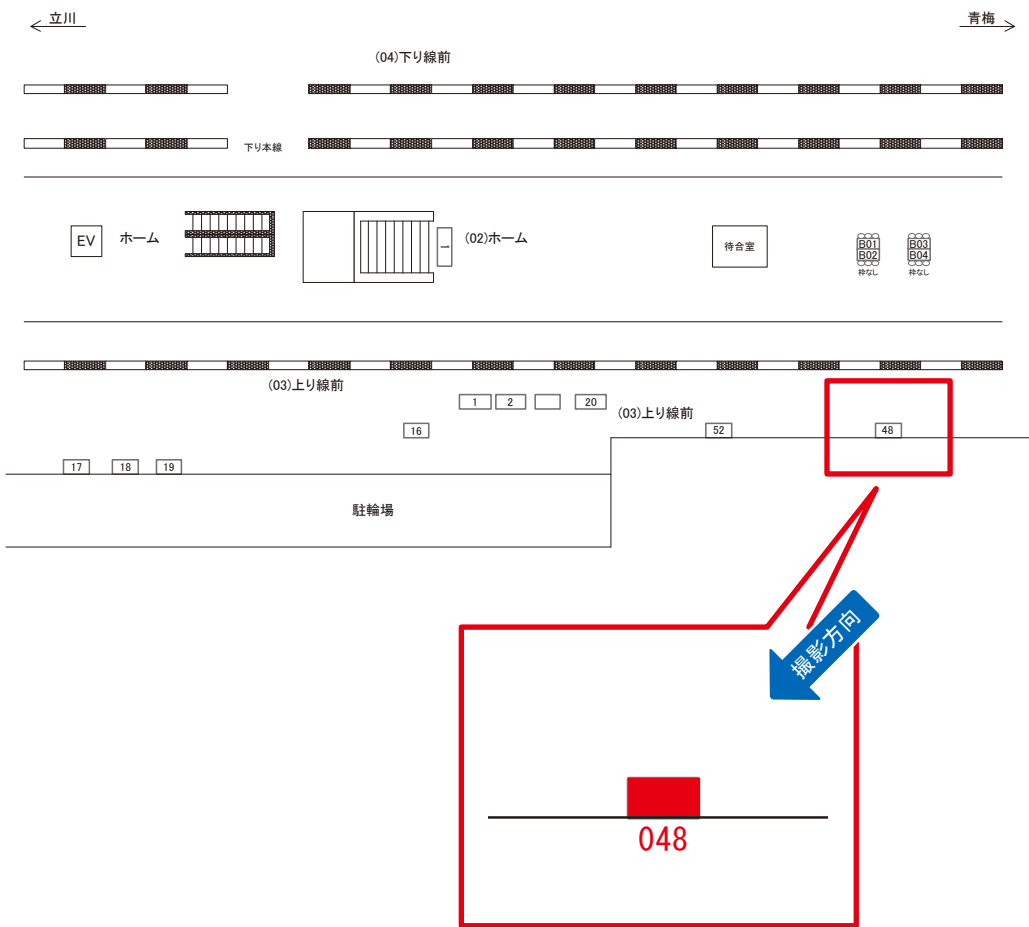 立川
青梅
(04)下り線前
下り本線
EV
ホーム
1
(02)ホーム
待合室
B01
B02
枠なし
B03
B04
枠なし
(03)上り線前
1
2
20
(03)上り線前
16
52
48
17
18
19
駐輪場
撮影方向
048